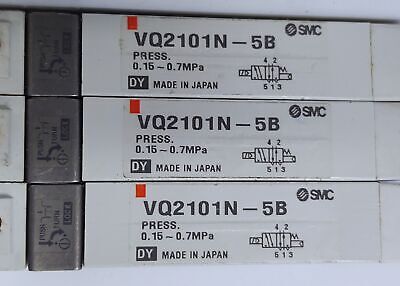 SMC
VQ2101N-5B
PRESS. 4 2
0.15~0.7MPa
DY MADE IN JAPAN 5 1 3
SMC
VQ2101N-5B
PRESS. 4 2
0.15~0.7MPa
DY MADE IN JAPAN 5 1 3
SMC
VQ2101N-5B
PRESS. 4 2
0.15~0.7MPa
DY MADE IN JAPAN 5 1 3